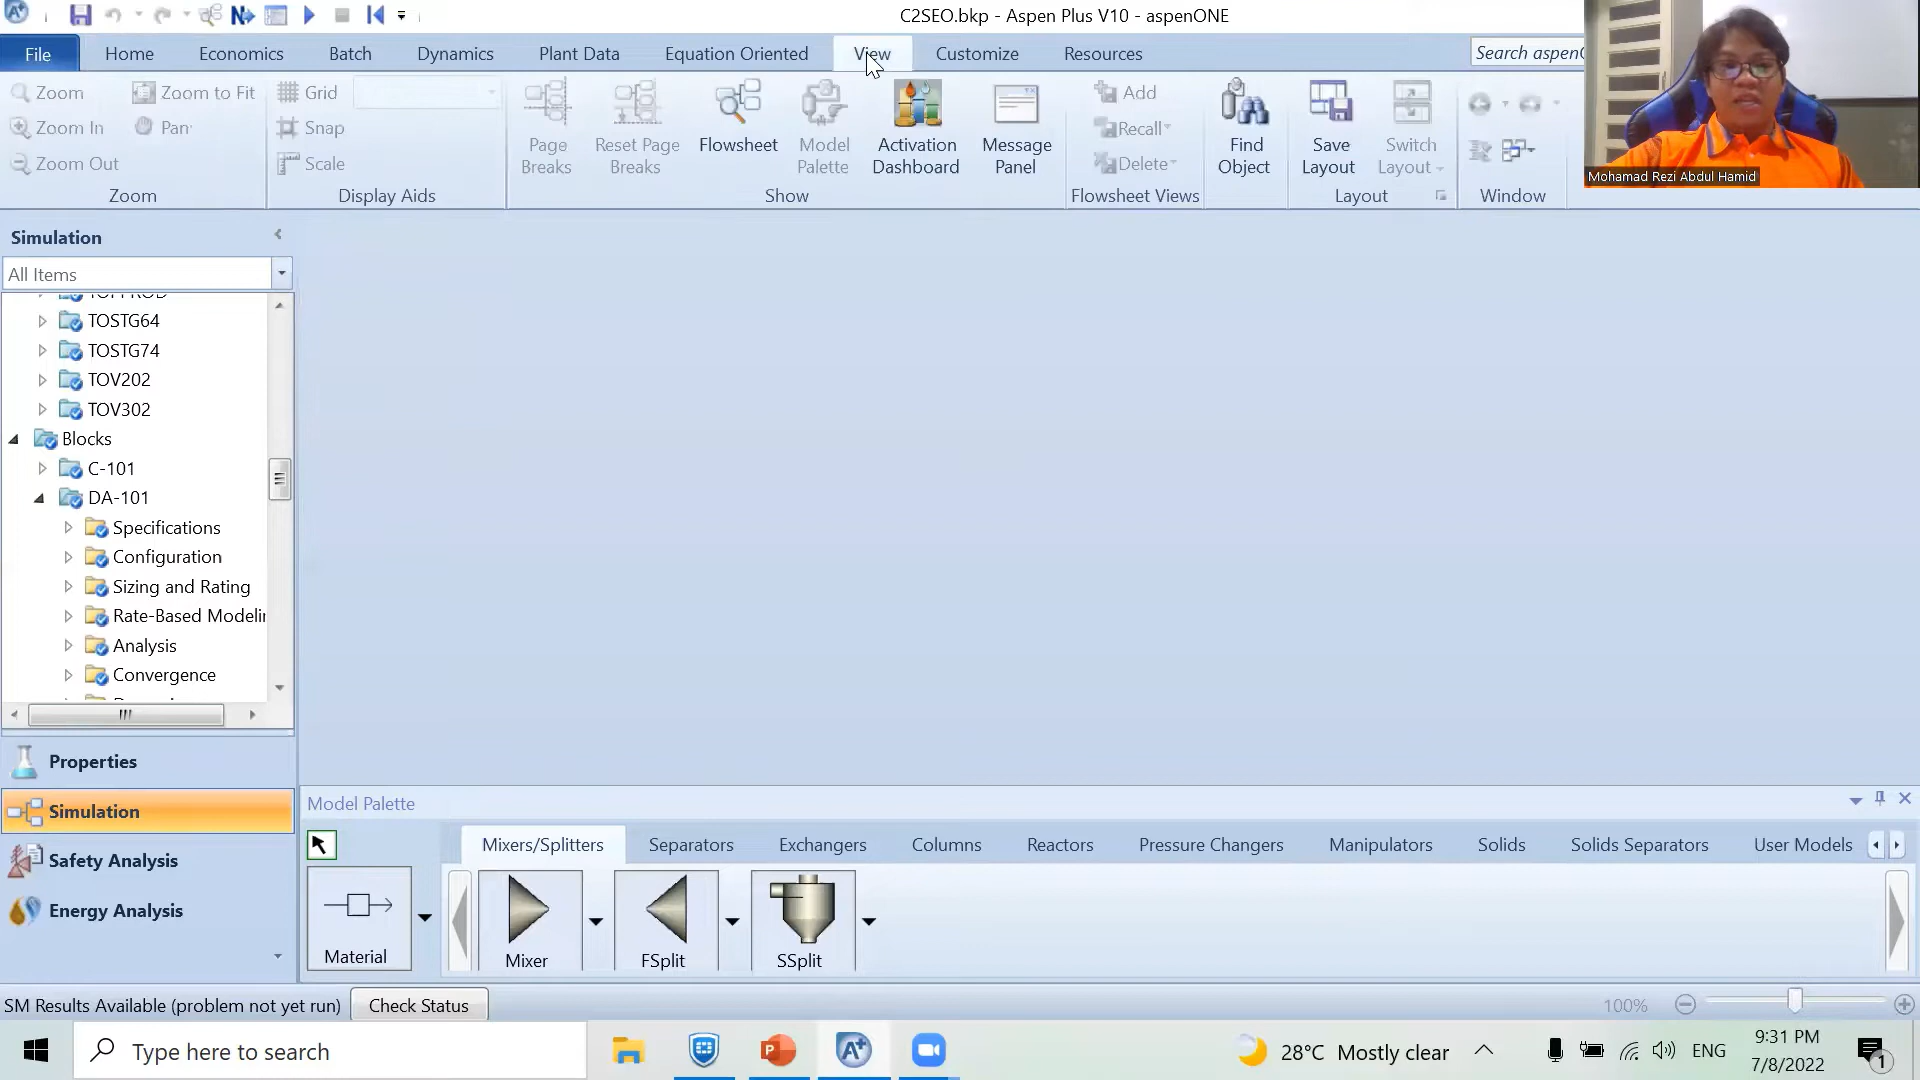 C2SEO.bkp - Aspen Plus V10 - aspenONE
File Home Economics Batch Dynamics Plant Data Equation Oriented View Customize Resources
Zoom
Zoom to Fit
Zoom In
Pan
Zoom Out
Zoom
Grid
Snap
Scale
Display Aids
Page Breaks
Reset Page Breaks
Flowsheet
Model Palette
Activation Dashboard
Message Panel
Show
Add
Recall
Delete
Flowsheet Views
Find Object
Save Layout
Switch Layout
Layout
Window
Mohamad Rezi Abdul Hamid
Simulation
All Items
TOSTG64
TOSTG74
TOV202
TOV302
Blocks
C-101
DA-101
Specifications
Configuration
Sizing and Rating
Rate-Based
Analysis
Convergence
Properties
Simulation
Safety Analysis
Energy Analysis
Model Palette
Mixers/Splitters Separators Exchangers Columns Reactors Pressure Changers Manipulators Solids Solids Separators User Models
Material
Mixer
FSplit
SSplit
SM Results Available (problem not yet run)
Check Status
100%
Type here to search
28°C Mostly clear
ENG
9:31 PM
7/8/2022
1